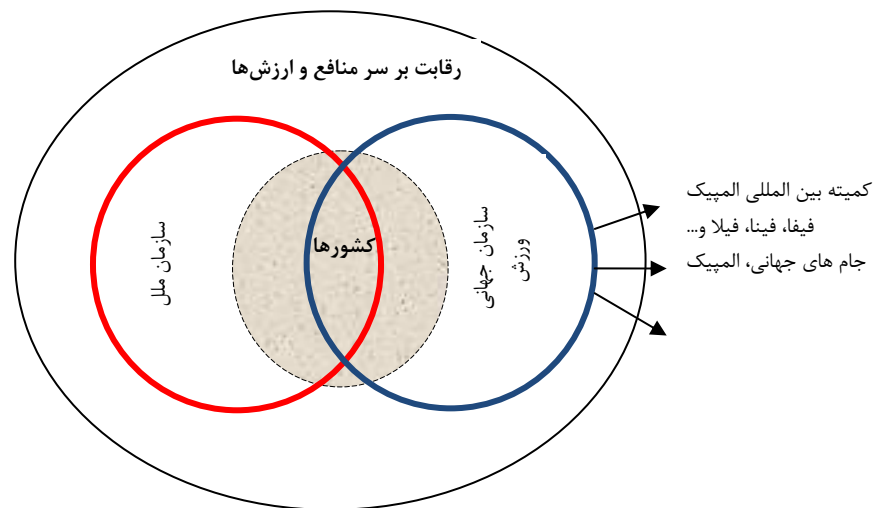 رقابت بر سر منافع و ارزش‌ها
کمیته بین المللی المپیک
فیفا، فینا، فیلا و...
جام های جهانی، المپیک
سازمان جهانی
ورزش
کشورها
سازمان ملل